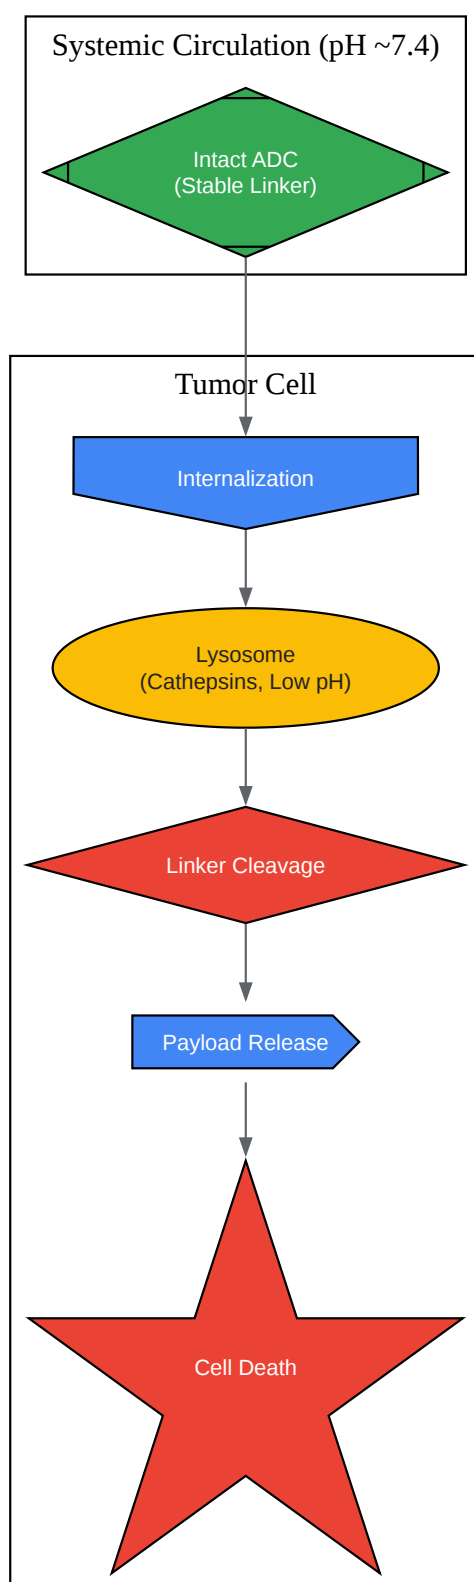 Systemic Circulation (pH ~7.4)
Intact ADC
(Stable Linker)
Tumor Cell
Internalization
Lysosome
(Cathepsins, Low pH)
Linker Cleavage
Payload Release
Cell Death